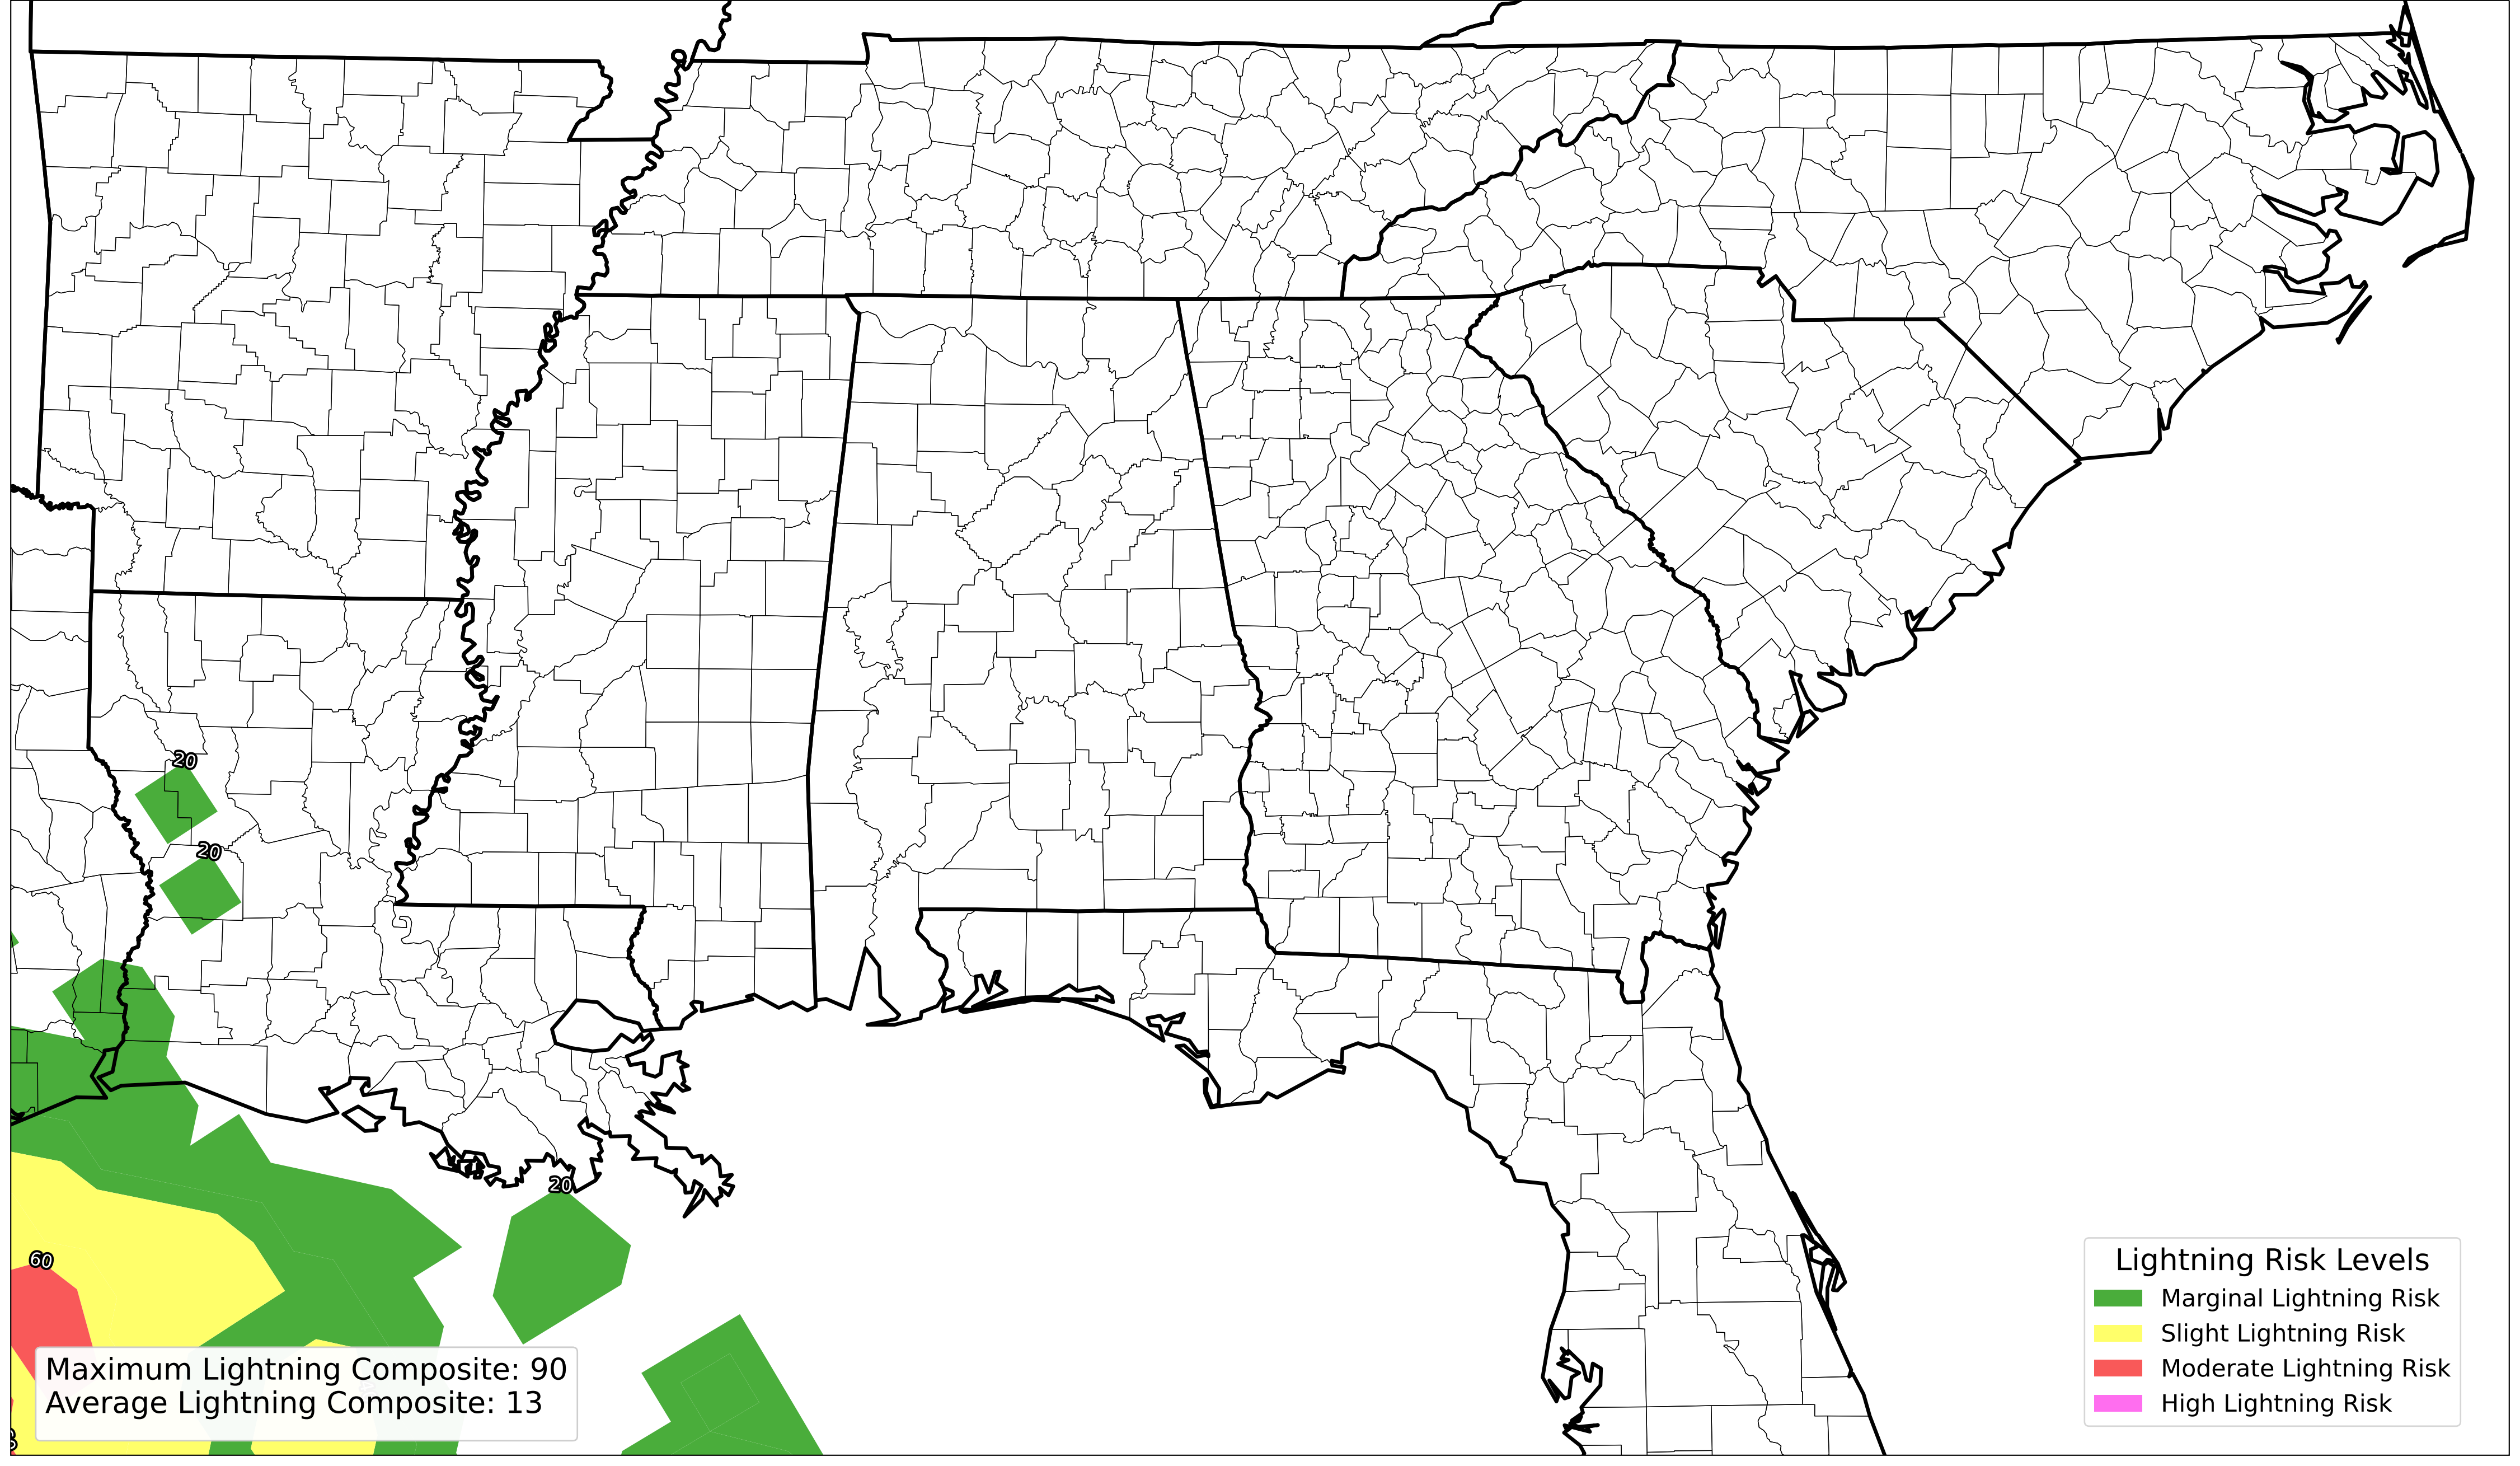 20
20
20
60
Maximum Lightning Composite: 90
Average Lightning Composite: 13
Lightning Risk Levels
Marginal Lightning Risk
Slight Lightning Risk
Moderate Lightning Risk
High Lightning Risk